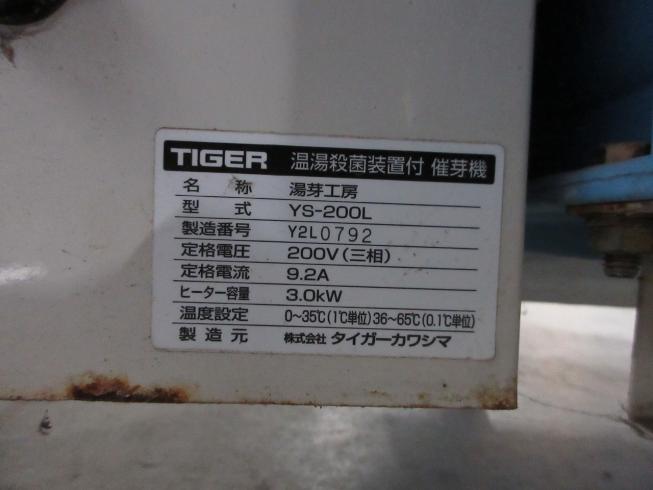 TIGER 温湯殺菌装置付 催芽機
名称 湯芽工房
型式 YS-200L
製造番号 Y2L0792
定格電圧 200V(三相)
定格電流 9.2A
ヒーター容量 3.0kW
温度設定 0~35℃(1℃単位)36~65℃(0.1℃単位)
製造元 株式会社 タイガーカワシマ